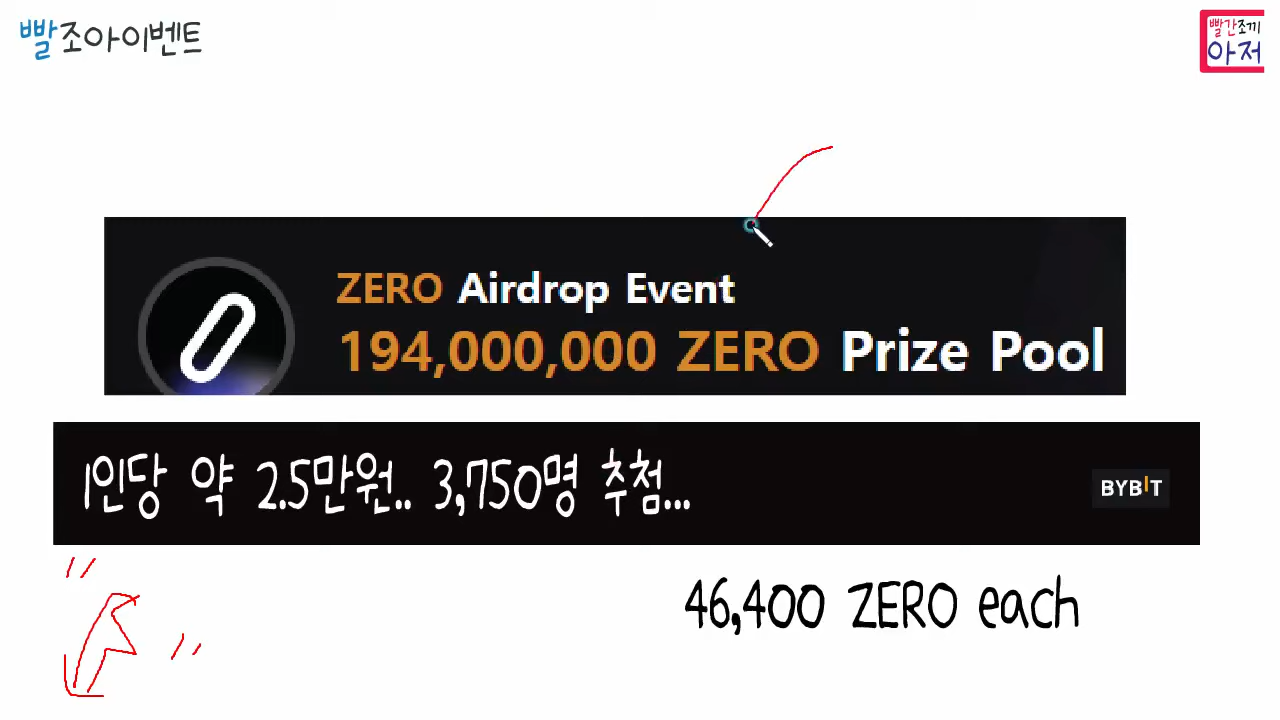 빨조아이벤트
빨간조끼
아저
ZERO Airdrop Event
194,000,000 ZERO Prize Pool
1인당 약 2.5만원.. 3,750명 추첨...
BYBIT
46,400 ZERO each